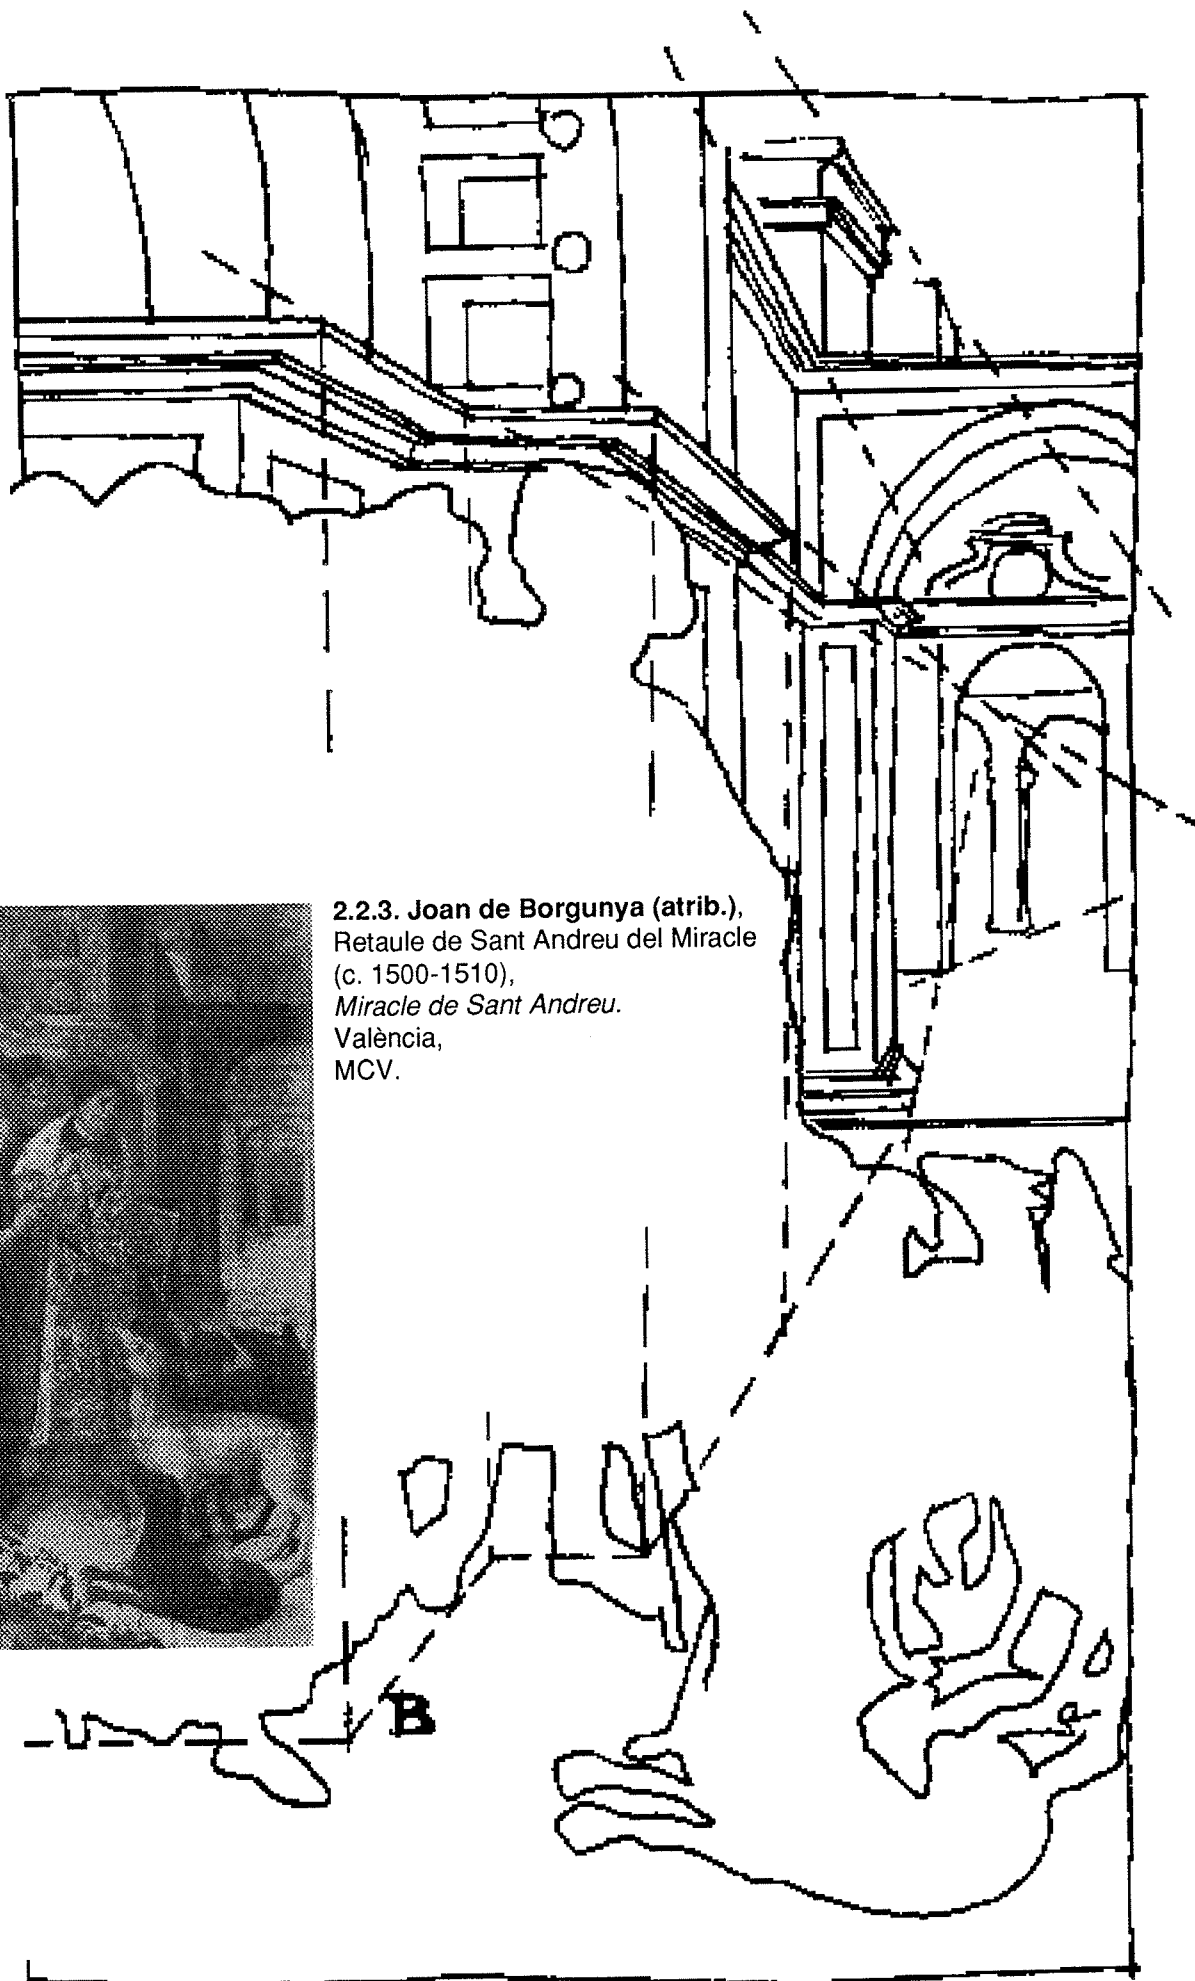 2.2.3. Joan de Borgunya (atrib.),
Retaule de Sant Andreu del Miracle
(c. 1500-1510),
Miracle de Sant Andreu.
València,
MCV.
B